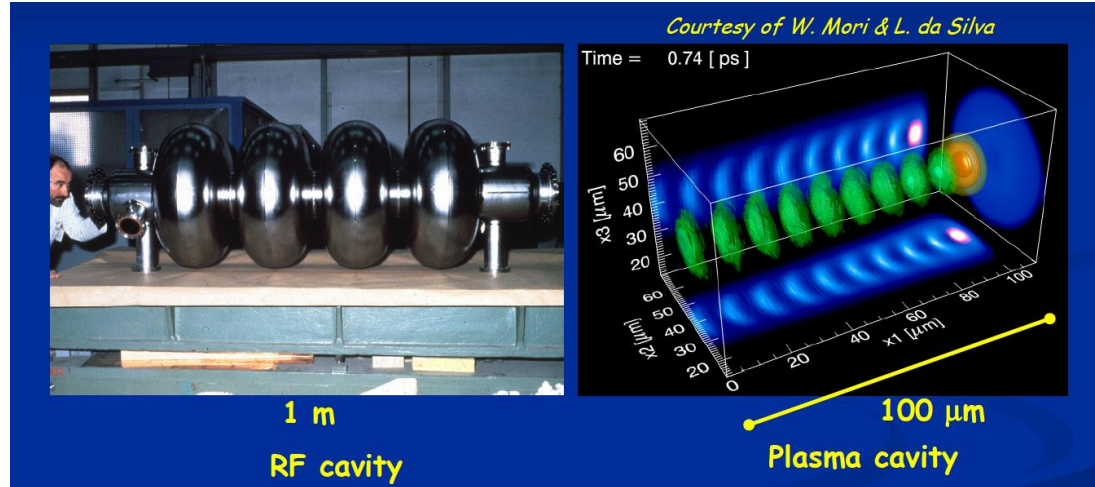 Courtesy of W. Mori & L. da Silva
Time = 0.74 [ ps ]
60
50
40
30
20
x3 [μm]
60
50
40
30
20
x2 [μm]
0
20
40
60
80
100
x1 [μm]
1 m
100 μm
RF cavity
Plasma cavity